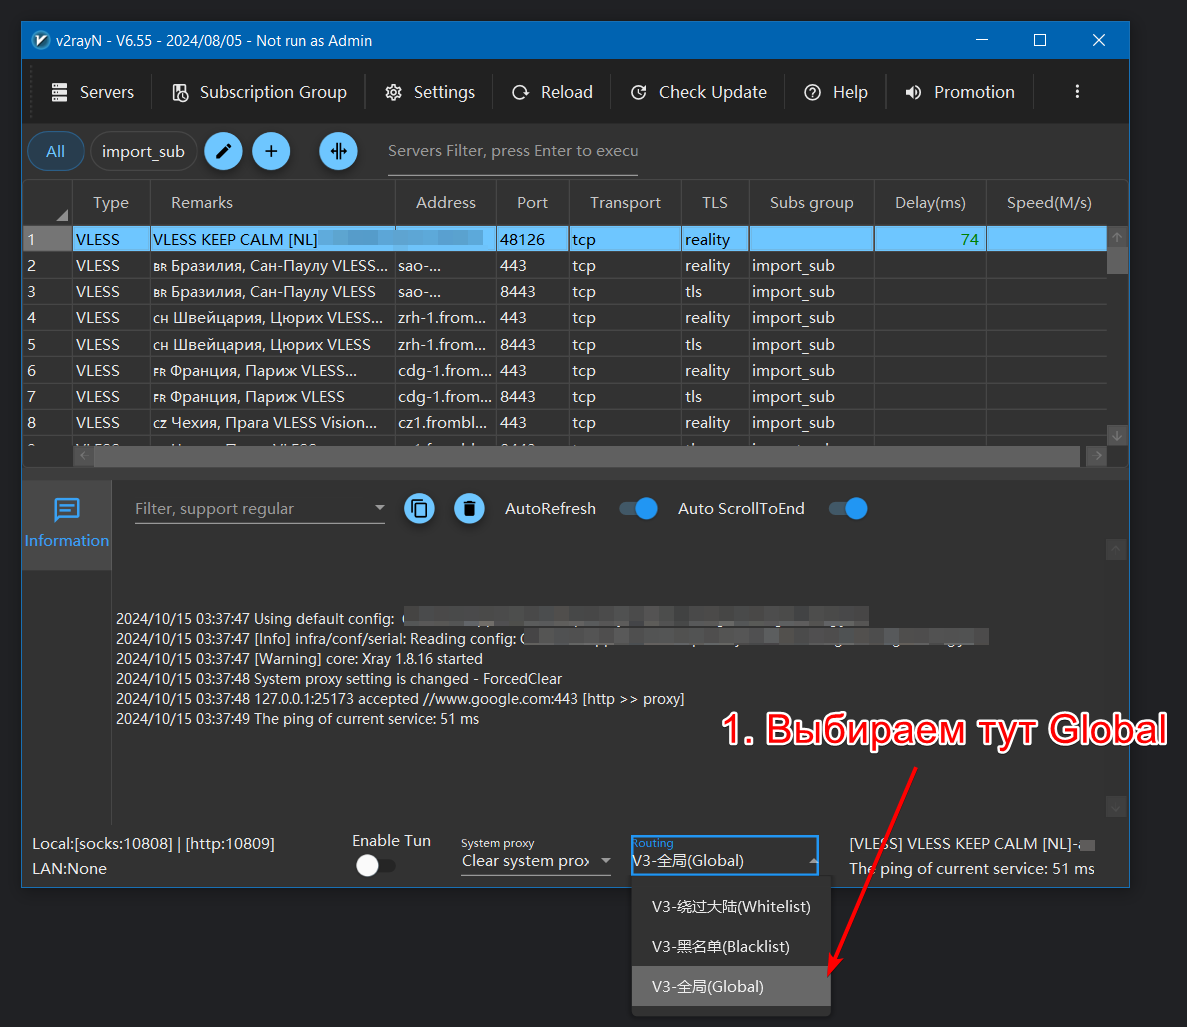 v2rayN - V6.55 - 2024/08/05 - Not run as Admin
Servers Subscription Group Settings Reload Check Update Help Promotion
All import_sub Servers Filter, press Enter to execu
Type Remarks Address Port Transport TLS Subs group Delay(ms) Speed(M/s)
1 VLESS VLESS KEEP CALM [NL] 48126 tcp reality 74
2 VLESS BR Бразилия, Сан-Паулу VLESS... sao-... 443 tcp reality import_sub
3 VLESS BR Бразилия, Сан-Паулу VLESS sao-... 8443 tcp tls import_sub
4 VLESS CH Швейцария, Цюрих VLESS... zrh-1.from... 443 tcp reality import_sub
5 VLESS CH Швейцария, Цюрих VLESS zrh-1.from... 8443 tcp tls import_sub
6 VLESS FR Франция, Париж VLESS... cdg-1.from... 443 tcp reality import_sub
7 VLESS FR Франция, Париж VLESS cdg-1.from... 8443 tcp tls import_sub
8 VLESS CZ Чехия, Прага VLESS Vision... cz1.frombl... 443 tcp reality import_sub
Filter, support regular AutoRefresh Auto ScrollToEnd
Information
2024/10/15 03:37:47 Using default config:
2024/10/15 03:37:47 [Info] infra/conf/serial: Reading config:
2024/10/15 03:37:47 [Warning] core: Xray 1.8.16 started
2024/10/15 03:37:48 System proxy setting is changed - ForcedClear
2024/10/15 03:37:48 127.0.0.1:25173 accepted //www.google.com:443 [http >> proxy]
2024/10/15 03:37:49 The ping of current service: 51 ms
1. Выбираем тут Global
Local:[socks:10808] | [http:10809]
LAN:None
Enable Tun
System proxy
Clear system prox
Routing
V3-全局(Global)
[VLESS] VLESS KEEP CALM [NL]-
The ping of current service: 51 ms
V3-绕过大陆(Whitelist)
V3-黑名单(Blacklist)
V3-全局(Global)